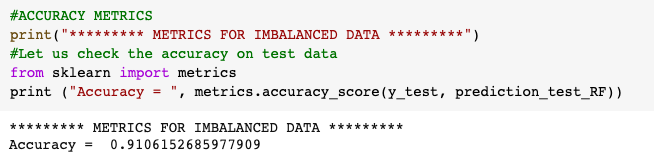 #ACCURACY METRICS
print("********* METRICS FOR IMBALANCED DATA *********")
#Let us check the accuracy on test data
from sklearn import metrics
print ("Accuracy = ", metrics.accuracy_score(y_test, prediction_test_RF))
********* METRICS FOR IMBALANCED DATA *********
Accuracy =  0.9106152685977909